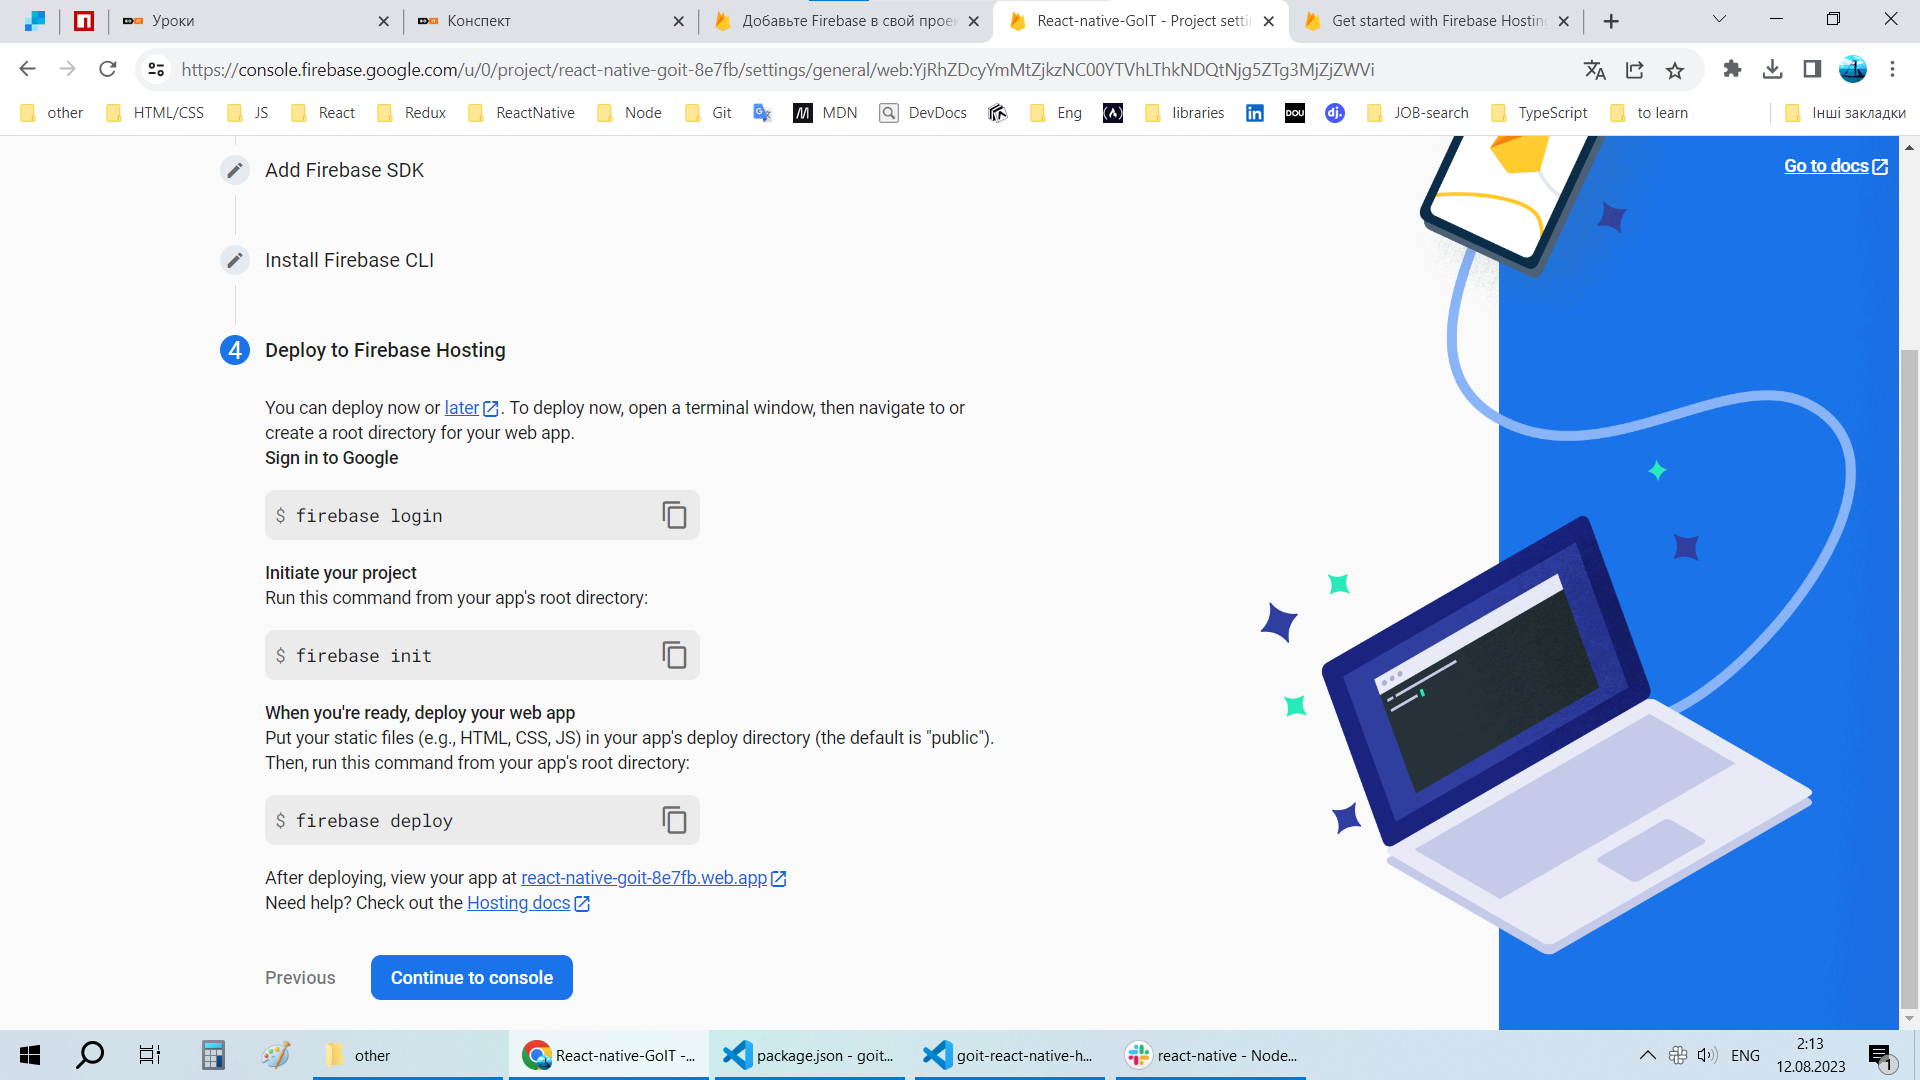 Уроки
Конспект
Добавьте Firebase в свой прое
React-native-GoIT - Project setti
Get started with Firebase Hosting
https://console.firebase.google.com/u/0/project/react-native-goit-8e7fb/settings/general/web:YjRhZDcyYmMtZjkzNC00YTVhLThkNDQtNjg5ZTg3MjZjZWVi
other
HTML/CSS
JS
React
Redux
ReactNative
Node
Git
MDN
DevDocs
Eng
libraries
DOU
dj.
JOB-search
TypeScript
to learn
Інші закладки
Go to docs
Add Firebase SDK
Install Firebase CLI
4 Deploy to Firebase Hosting
You can deploy now or later. To deploy now, open a terminal window, then navigate to or
create a root directory for your web app.
Sign in to Google
$ firebase login
Initiate your project
Run this command from your app's root directory:
$ firebase init
When you're ready, deploy your web app
Put your static files (e.g., HTML, CSS, JS) in your app's deploy directory (the default is "public").
Then, run this command from your app's root directory:
$ firebase deploy
After deploying, view your app at react-native-goit-8e7fb.web.app
Need help? Check out the Hosting docs
Previous
Continue to console
other
React-native-GoIT -...
package.json - goit...
goit-react-native-h...
react-native - Node...
ENG
2:13
12.08.2023
1